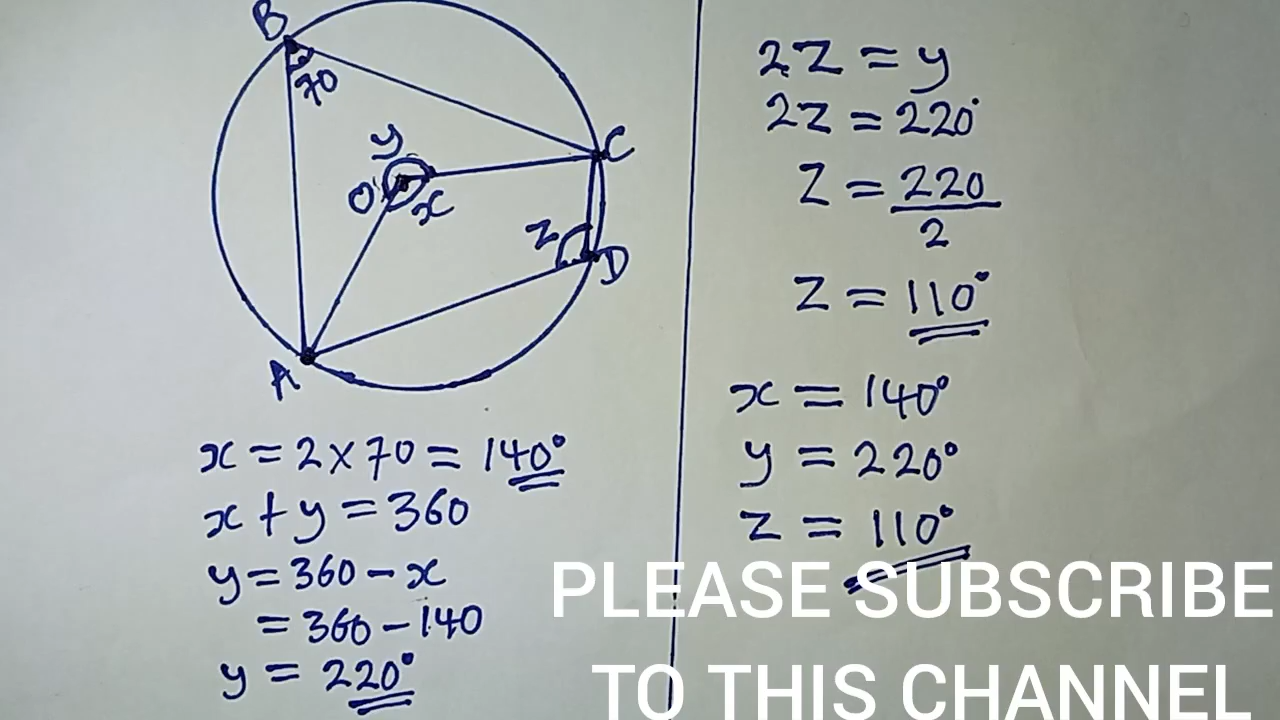 B
70
y
C
O
x
z
D
A
x = 2 x 70 = 140°
x + y = 360
y = 360 - x
= 360 - 140
y = 220°
2z = y
2z = 220°
z = 220/2
z = 110°
x = 140°
y = 220°
z = 110°
PLEASE SUBSCRIBE
TO THIS CHANNEL